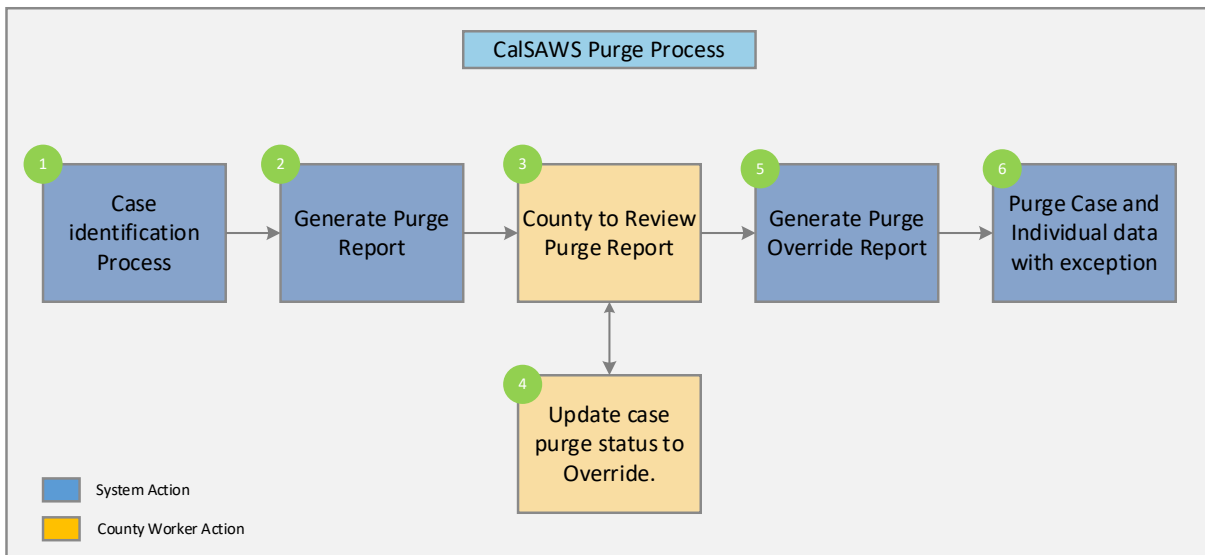 CalSAWS Purge Process
1
Case
identification
Process
2
Generate Purge
Report
3
County to Review
Purge Report
5
Generate Purge
Override Report
6
Purge Case and
Individual data
with exception
4
Update case
purge status to
Override.
System Action
County Worker Action